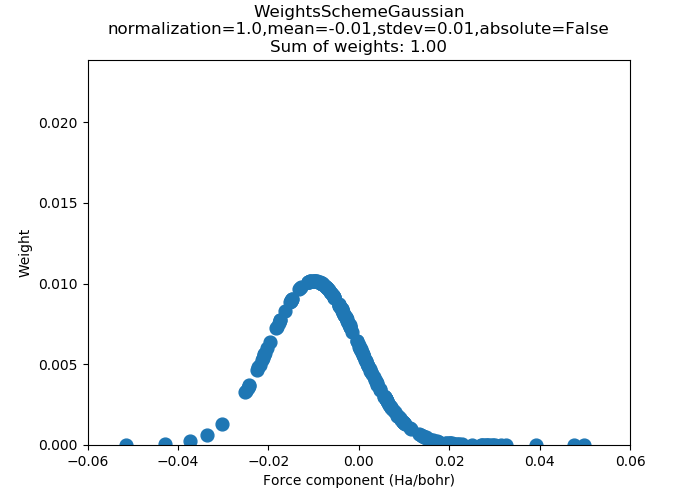 WeightsSchemeGaussian
normalization=1.0,mean=-0.01,stdev=0.01,absolute=False
Sum of weights: 1.00
0.020
0.015
0.010
0.005
0.000
Weight
−0.06
−0.04
−0.02
0.00
0.02
0.04
0.06
Force component (Ha/bohr)